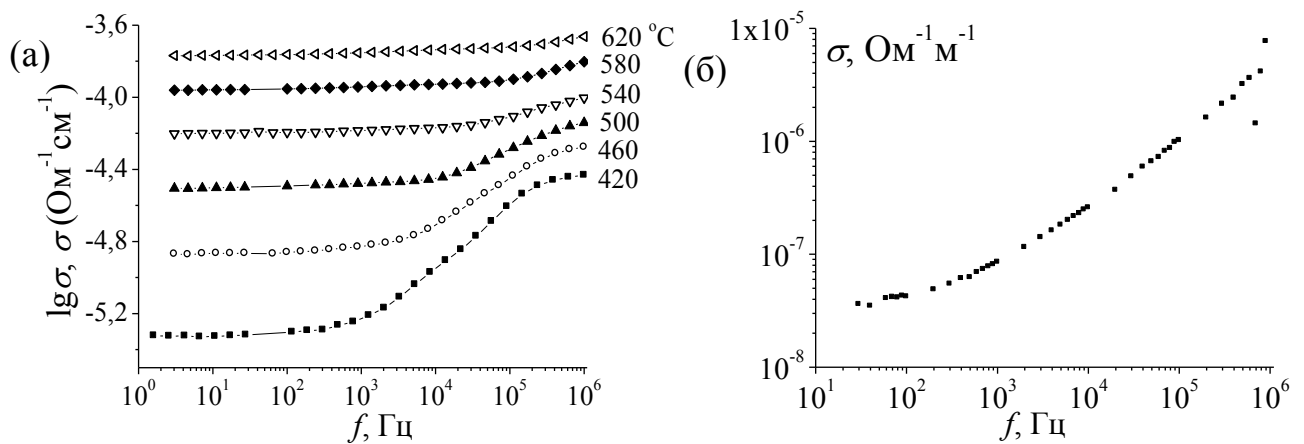 (а)
lgσ, σ (Ом⁻¹см⁻¹)
-3,6
-4,0
-4,4
-4,8
-5,2
620 °C
580
540
500
460
420
10⁰ 10¹ 10² 10³ 10⁴ 10⁵ 10⁶
f, Гц
(б)
σ, Ом⁻¹м⁻¹
1x10⁻⁵
10⁻⁶
10⁻⁷
10⁻⁸
10¹ 10² 10³ 10⁴ 10⁵ 10⁶
f, Гц